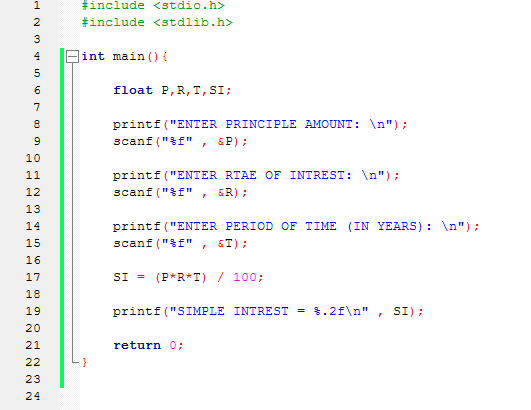 1 #include <stdio.h>
2 #include <stdlib.h>
3
4 int main(){
5
6 float P,R,T,SI;
7
8 printf("ENTER PRINCIPLE AMOUNT: \n");
9 scanf("%f" , &P);
10
11 printf("ENTER RTAE OF INTREST: \n");
12 scanf("%f" , &R);
13
14 printf("ENTER PERIOD OF TIME (IN YEARS): \n");
15 scanf("%f" , &T);
16
17 SI = (P*R*T) / 100;
18
19 printf("SIMPLE INTREST = %.2f\n" , SI);
20
21 return 0;
22 }
23
24